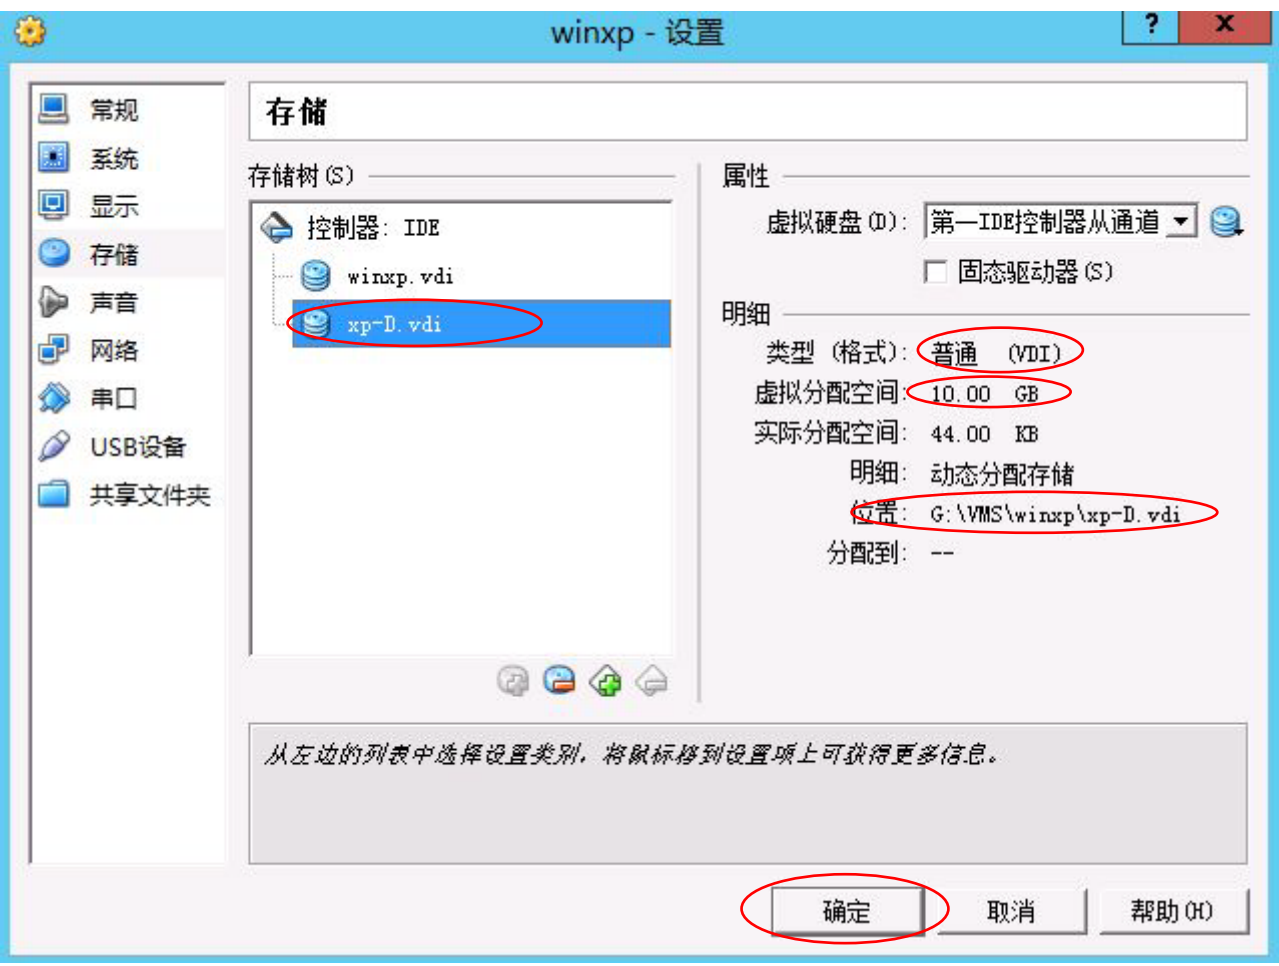 winxp - 设置
? x
常规
系统
显示
存储
声音
网络
串口
USB设备
共享文件夹
存储
存储树(S)
控制器: IDE
winxp.vdi
xp-D.vdi
属性
虚拟硬盘(D): 第一IDE控制器从通道
固态驱动器(S)
明细
类型 (格式): 普通 (VDI)
虚拟分配空间: 10.00 GB
实际分配空间: 44.00 KB
明细: 动态分配存储
位置: G:\VMS\winxp\xp-D.vdi
分配到: --
从左边的列表中选择设置类别，将鼠标移到设置项上可获得更多信息。
确定
取消
帮助(H)